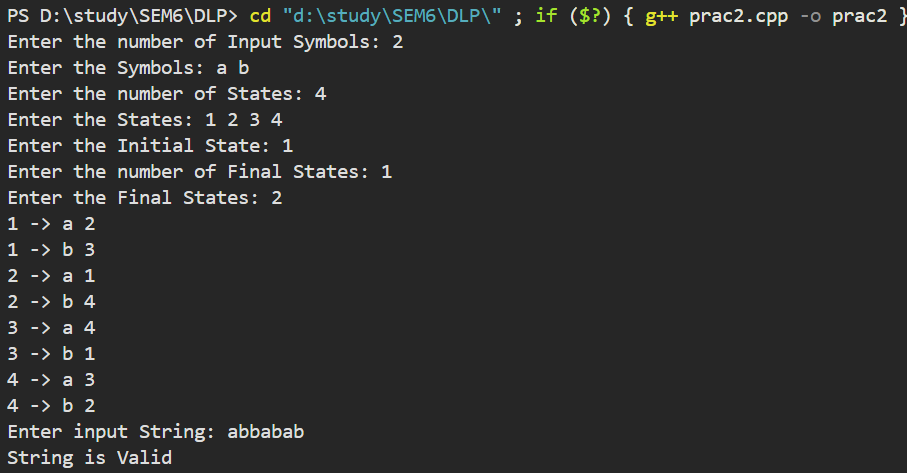 PS D:\study\SEM6\DLP> cd "d:\study\SEM6\DLP\" ; if ($?) { g++ prac2.cpp -o prac2 }
Enter the number of Input Symbols: 2
Enter the Symbols: a b
Enter the number of States: 4
Enter the States: 1 2 3 4
Enter the Initial State: 1
Enter the number of Final States: 1
Enter the Final States: 2
1 -> a 2
1 -> b 3
2 -> a 1
2 -> b 4
3 -> a 4
3 -> b 1
4 -> a 3
4 -> b 2
Enter input String: abbabab
String is Valid